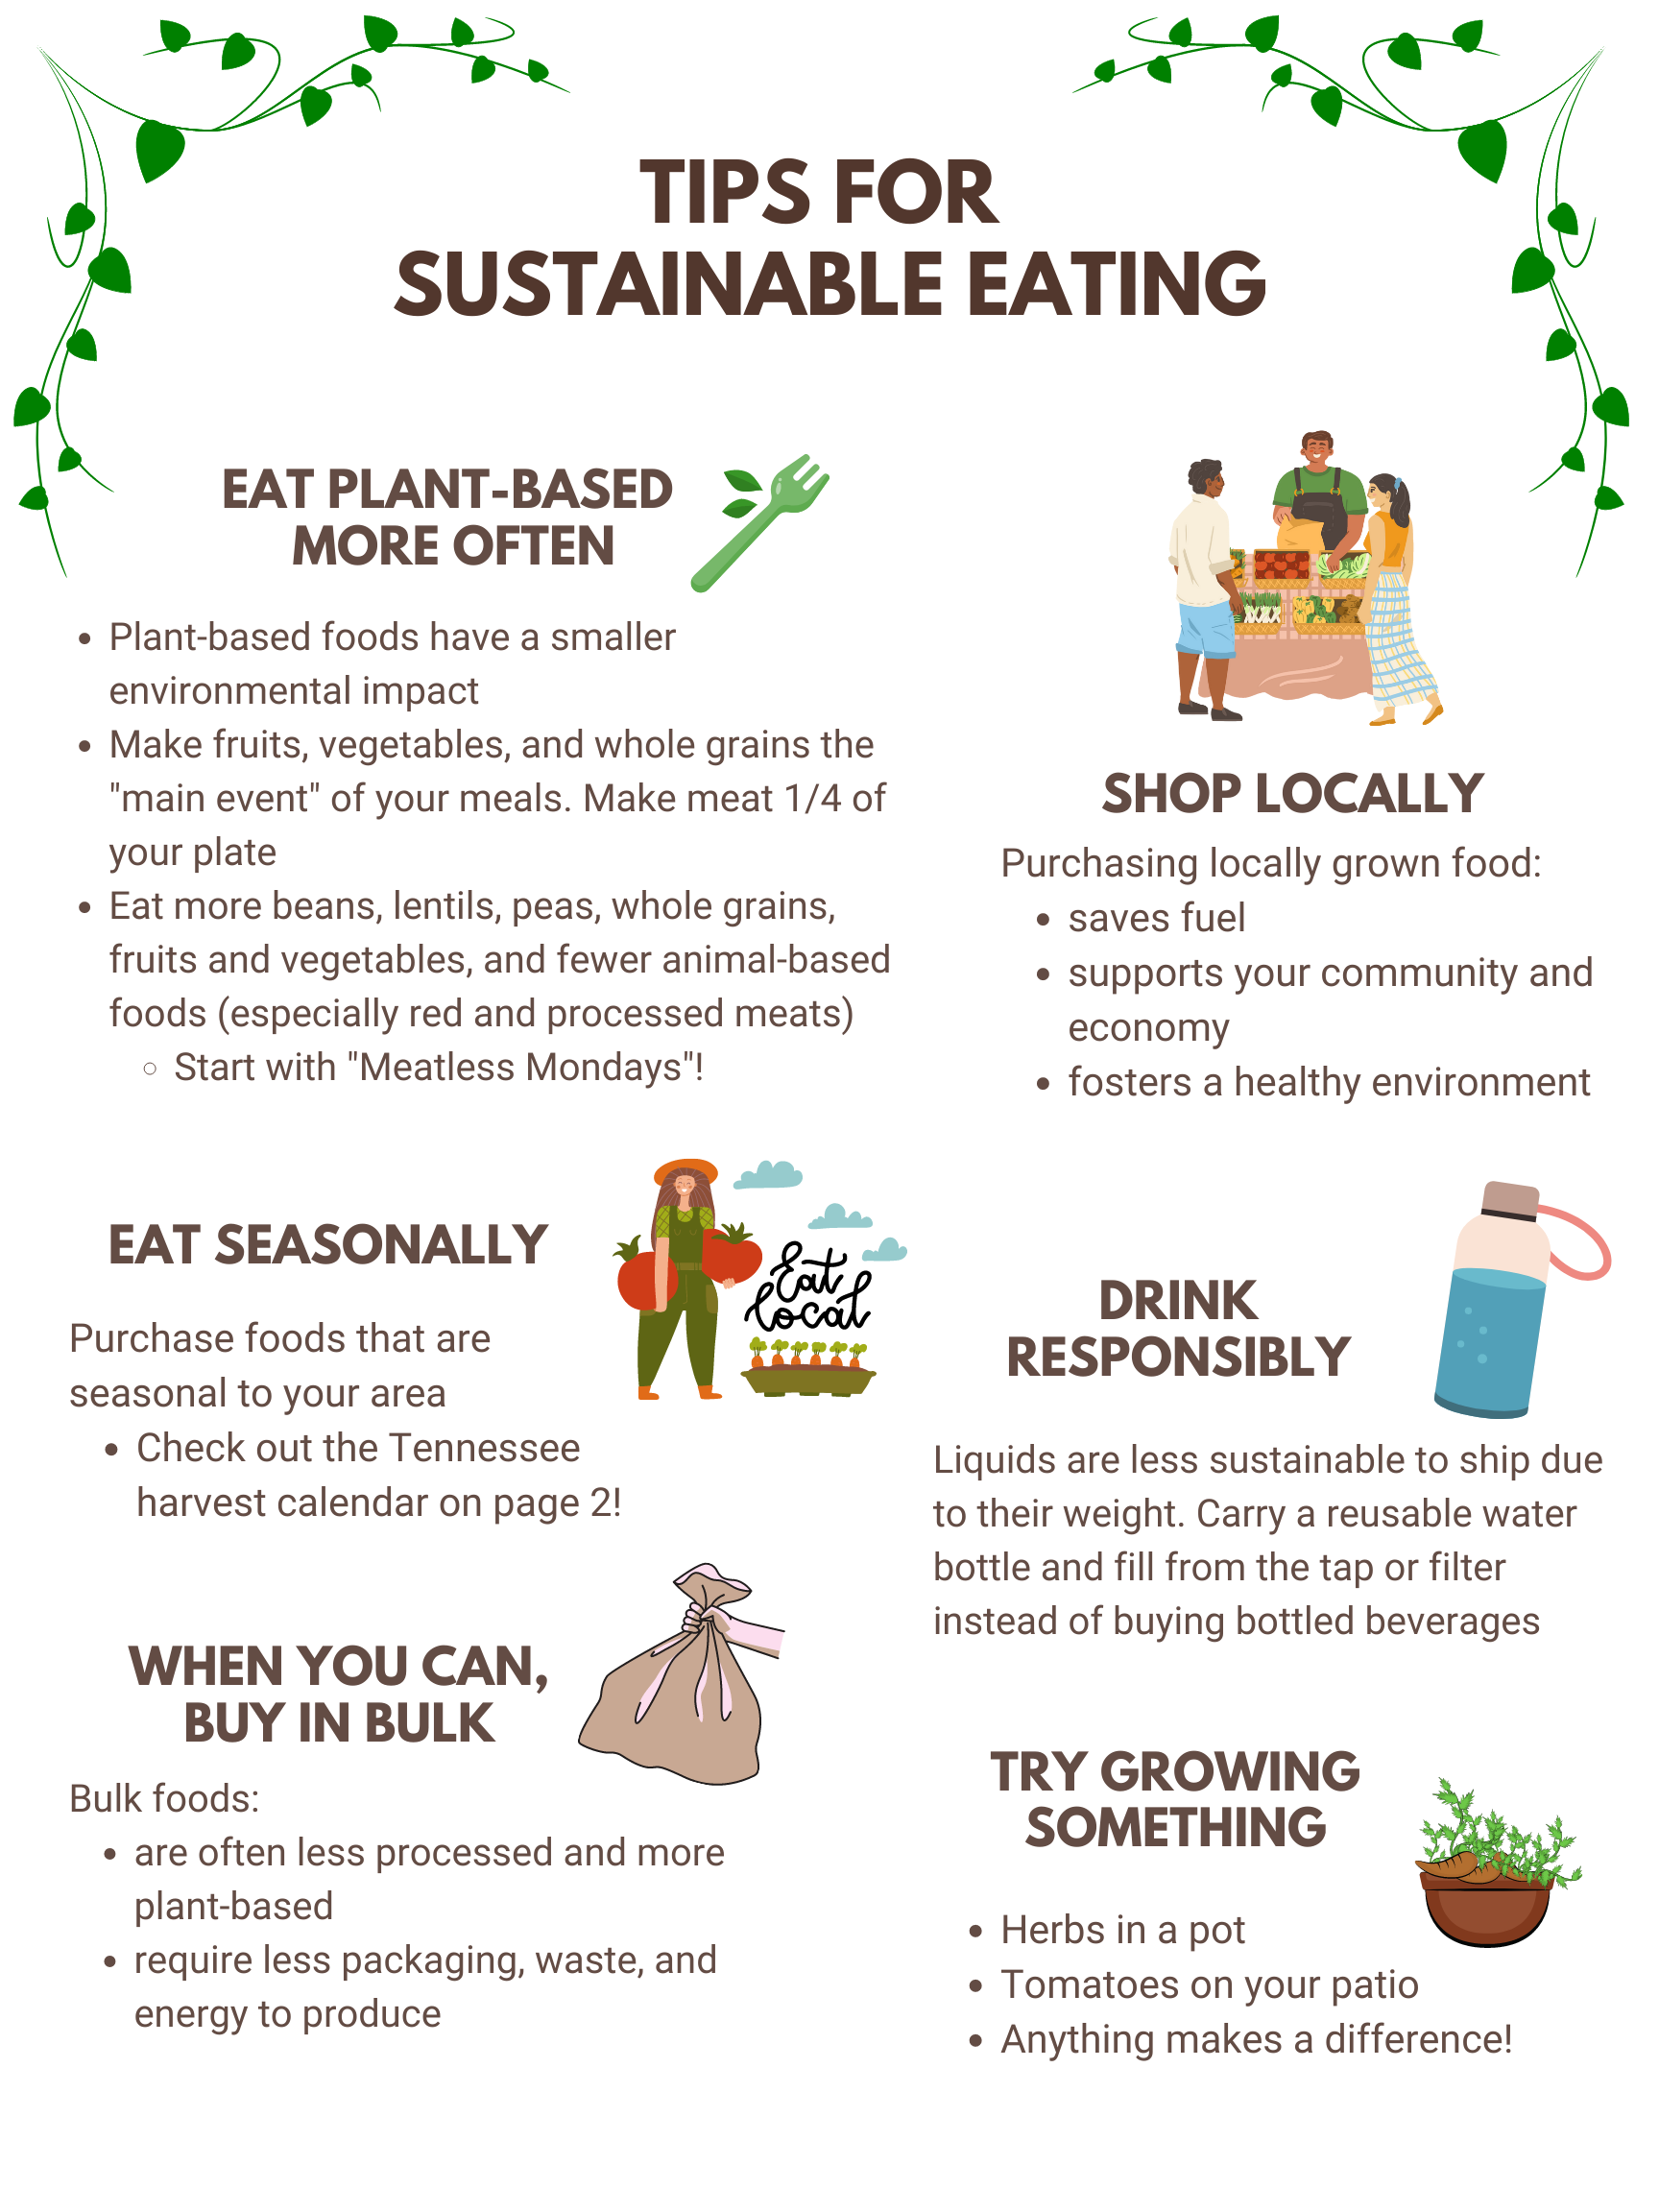 TIPS FOR
SUSTAINABLE EATING
EAT PLANT-BASED
MORE OFTEN
• Plant-based foods have a smaller
environmental impact
• Make fruits, vegetables, and whole grains the
"main event" of your meals. Make meat 1/4 of
your plate
• Eat more beans, lentils, peas, whole grains,
fruits and vegetables, and fewer animal-based
foods (especially red and processed meats)
◦ Start with "Meatless Mondays"!
SHOP LOCALLY
Purchasing locally grown food:
• saves fuel
• supports your community and
economy
• fosters a healthy environment
EAT SEASONALLY
Eat
local
Purchase foods that are
seasonal to your area
• Check out the Tennessee
harvest calendar on page 2!
DRINK
RESPONSIBLY
Liquids are less sustainable to ship due
to their weight. Carry a reusable water
bottle and fill from the tap or filter
instead of buying bottled beverages
WHEN YOU CAN,
BUY IN BULK
Bulk foods:
• are often less processed and more
plant-based
• require less packaging, waste, and
energy to produce
TRY GROWING
SOMETHING
• Herbs in a pot
• Tomatoes on your patio
• Anything makes a difference!